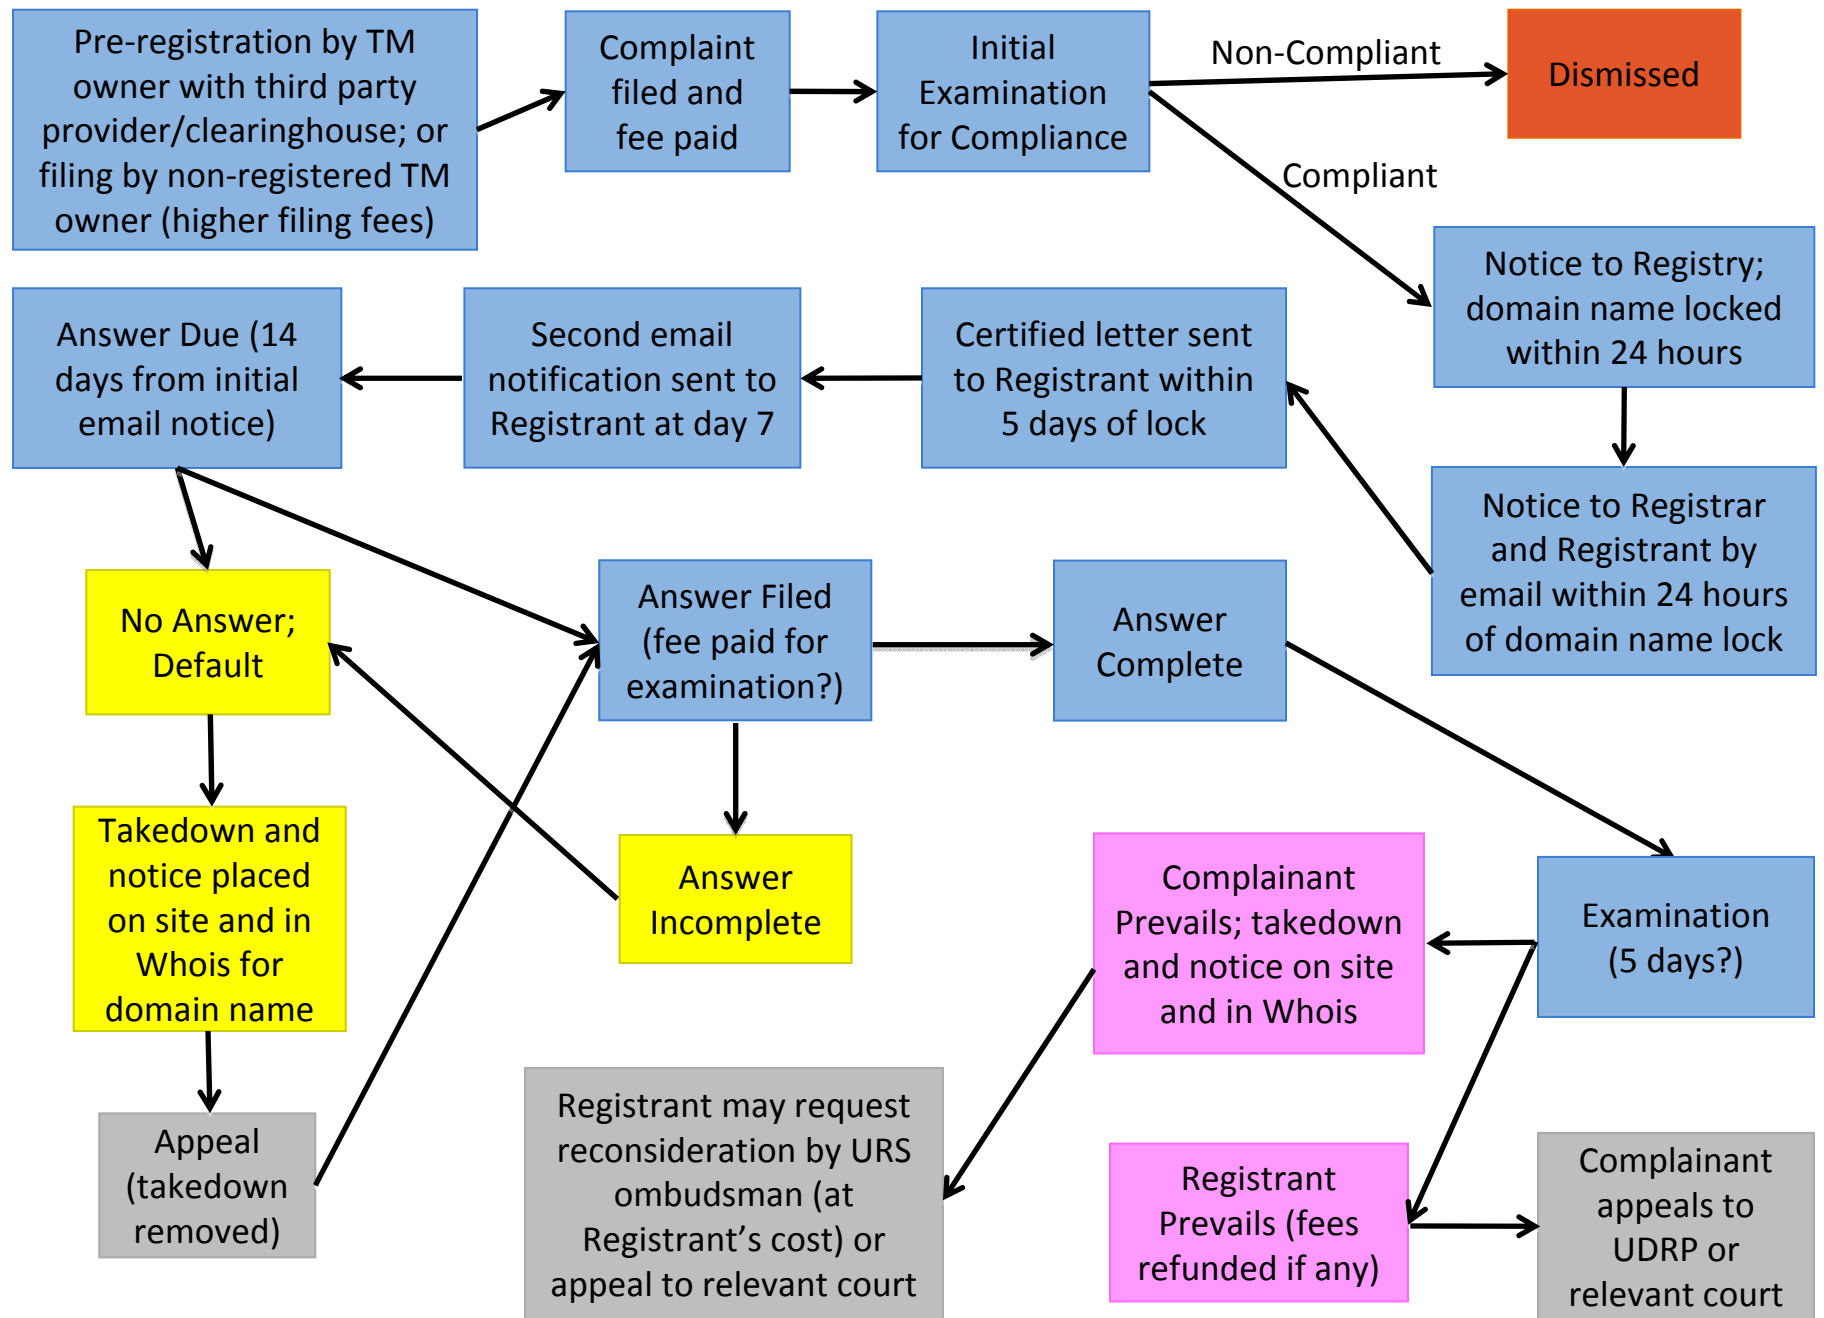 Pre-registration by TM
owner with third party
provider/clearinghouse; or
filing by non-registered TM
owner (higher filing fees)
Complaint
filed and
fee paid
Initial
Examination
for Compliance
Non-Compliant
Dismissed
Compliant
Notice to Registry;
domain name locked
within 24 hours
Answer Due (14
days from initial
email notice)
Second email
notification sent to
Registrant at day 7
Certified letter sent
to Registrant within
5 days of lock
Notice to Registrar
and Registrant by
email within 24 hours
of domain name lock
No Answer;
Default
Answer Filed
(fee paid for
examination?)
Answer
Complete
Takedown and
notice placed
on site and in
Whois for
domain name
Answer
Incomplete
Complainant
Prevails; takedown
and notice on site
and in Whois
Examination
(5 days?)
Appeal
(takedown
removed)
Registrant may request
reconsideration by URS
ombudsman (at
Registrant’s cost) or
appeal to relevant court
Registrant
Prevails (fees
refunded if any)
Complainant
appeals to
UDRP or
relevant court